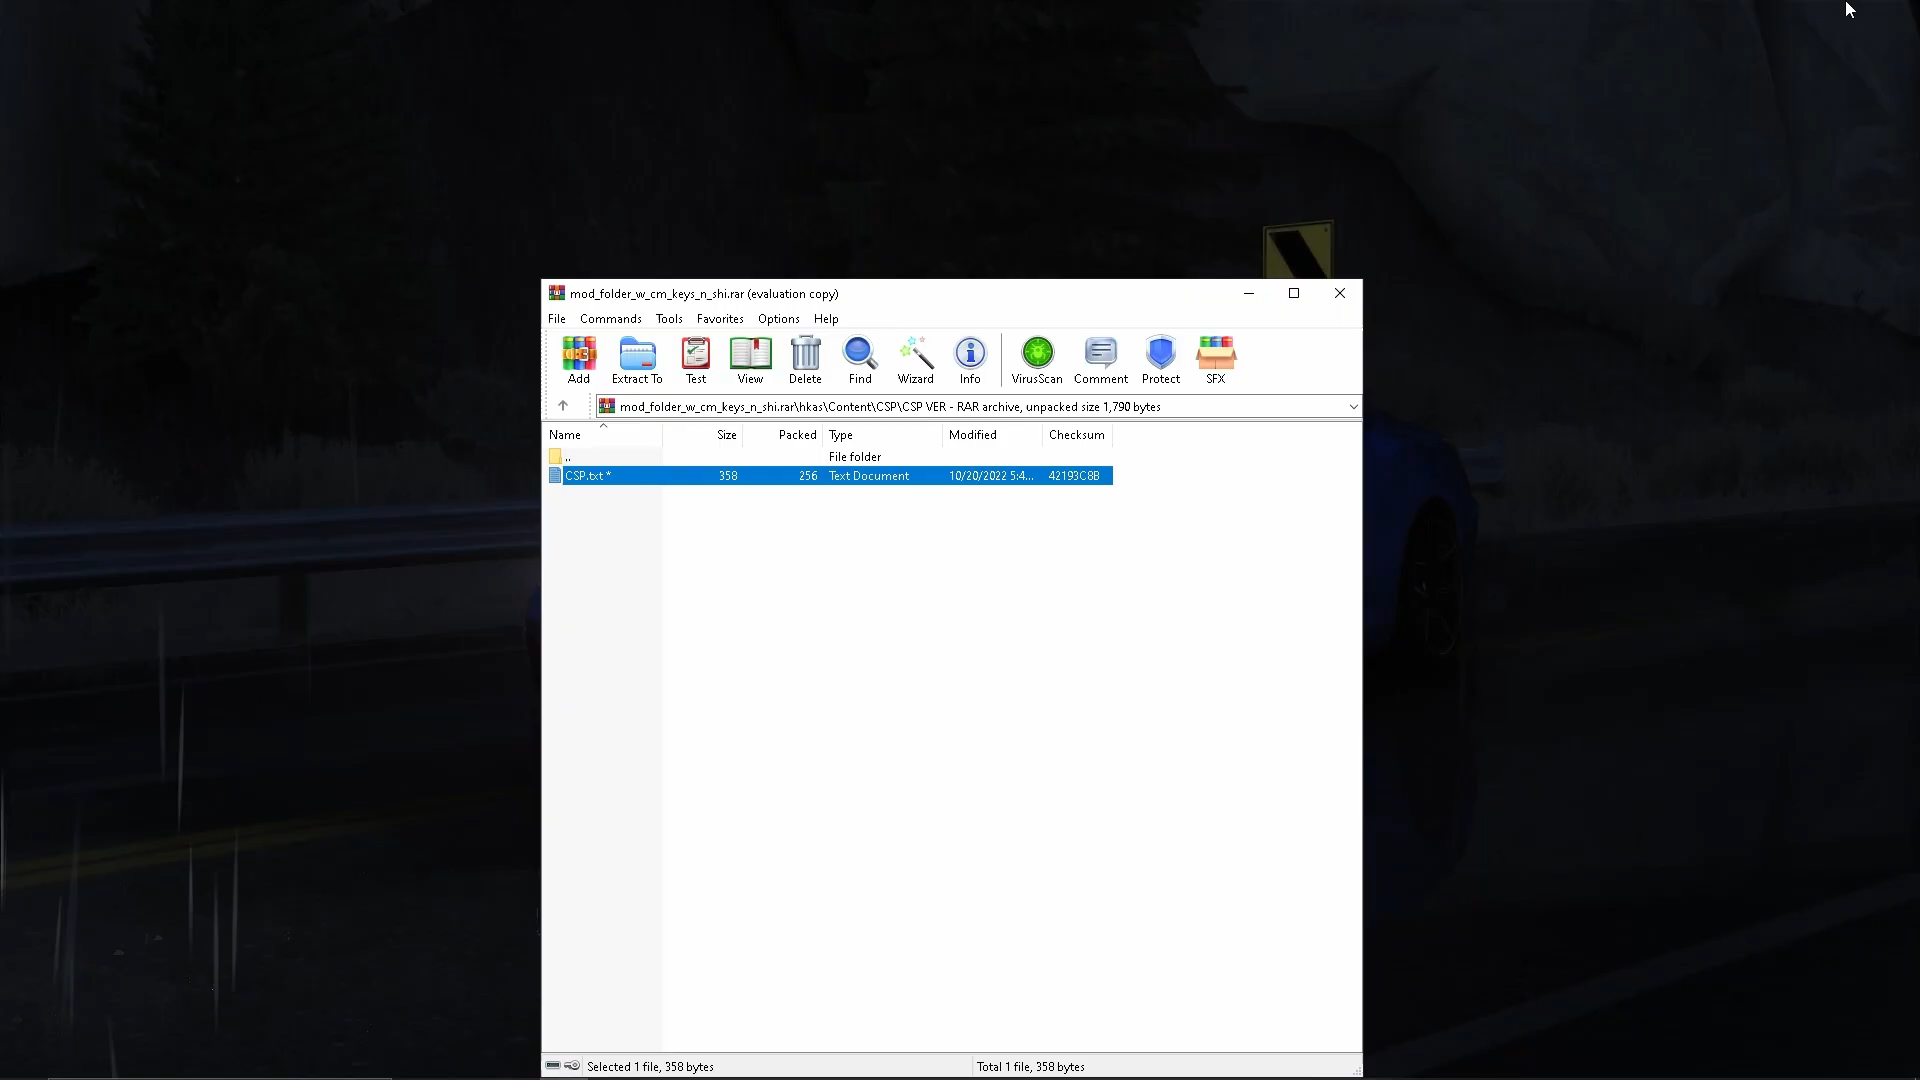 mod_folder_w_cm_keys_n_shi.rar (evaluation copy)
File Commands Tools Favorites Options Help
Add Extract To Test View Delete Find Wizard Info VirusScan Comment Protect SFX
mod_folder_w_cm_keys_n_shi.rar\hkas\Content\CSP\CSP VER - RAR archive, unpacked size 1,790 bytes
Name Size Packed Type Modified Checksum
.. File folder
CSP.txt * 358 256 Text Document 10/20/2022 5:4... 42193C8B
Selected 1 file, 358 bytes Total 1 file, 358 bytes